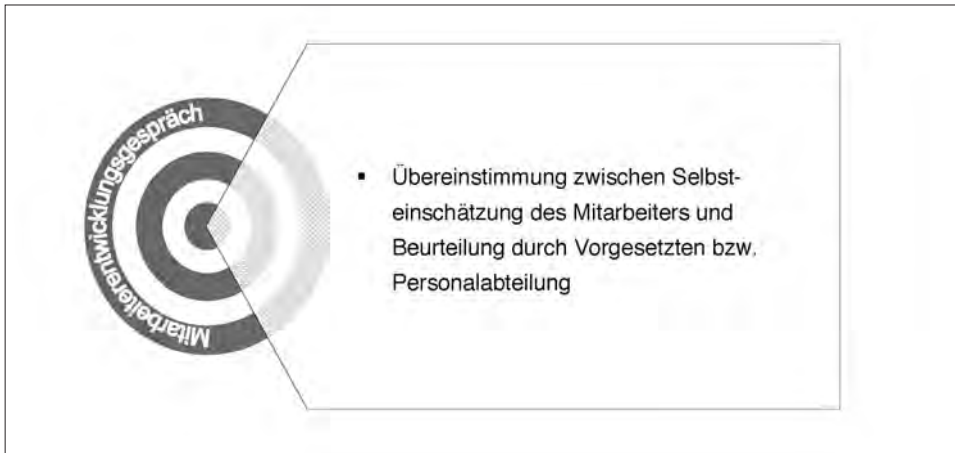 Mitarbeiterentwicklungsgespräch
▪ Übereinstimmung zwischen Selbst-
einschätzung des Mitarbeiters und
Beurteilung durch Vorgesetzten bzw.
Personalabteilung